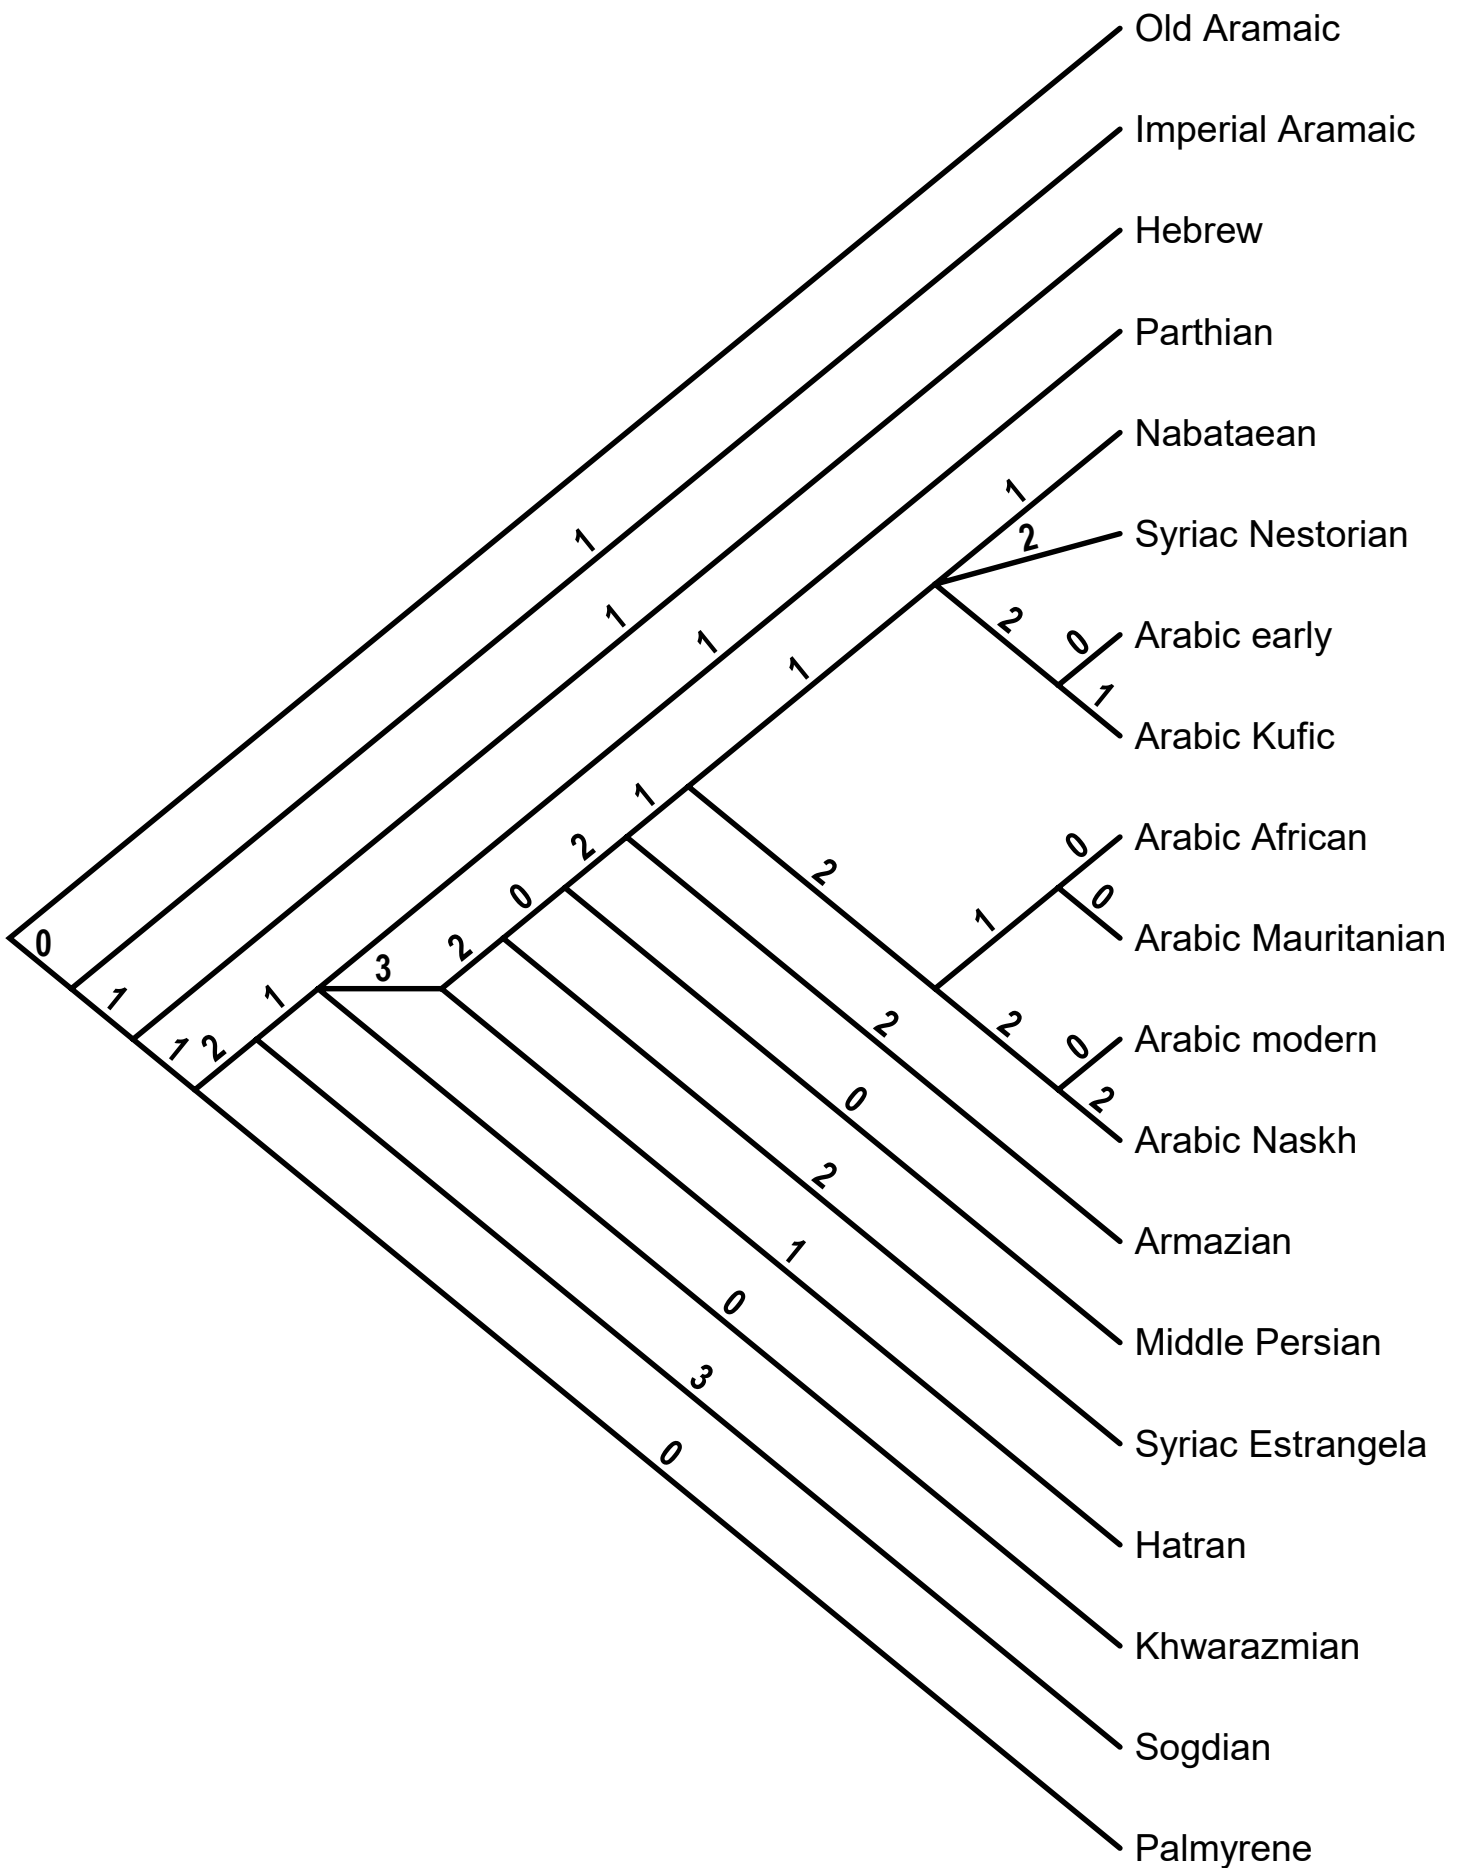 Old Aramaic
Imperial Aramaic
Hebrew
Parthian
Nabataean
1
2
Syriac Nestorian
1
1
2
0
Arabic early
1
1
1
Arabic Kufic
1
2
2
0
Arabic African
0
1
0
2
3
Arabic Mauritanian
0
1
1
1
2
2
2
0
Arabic modern
0
2
Arabic Naskh
2
1
Armazian
0
Middle Persian
3
0
Syriac Estrangela
Hatran
Khwarazmian
Sogdian
Palmyrene